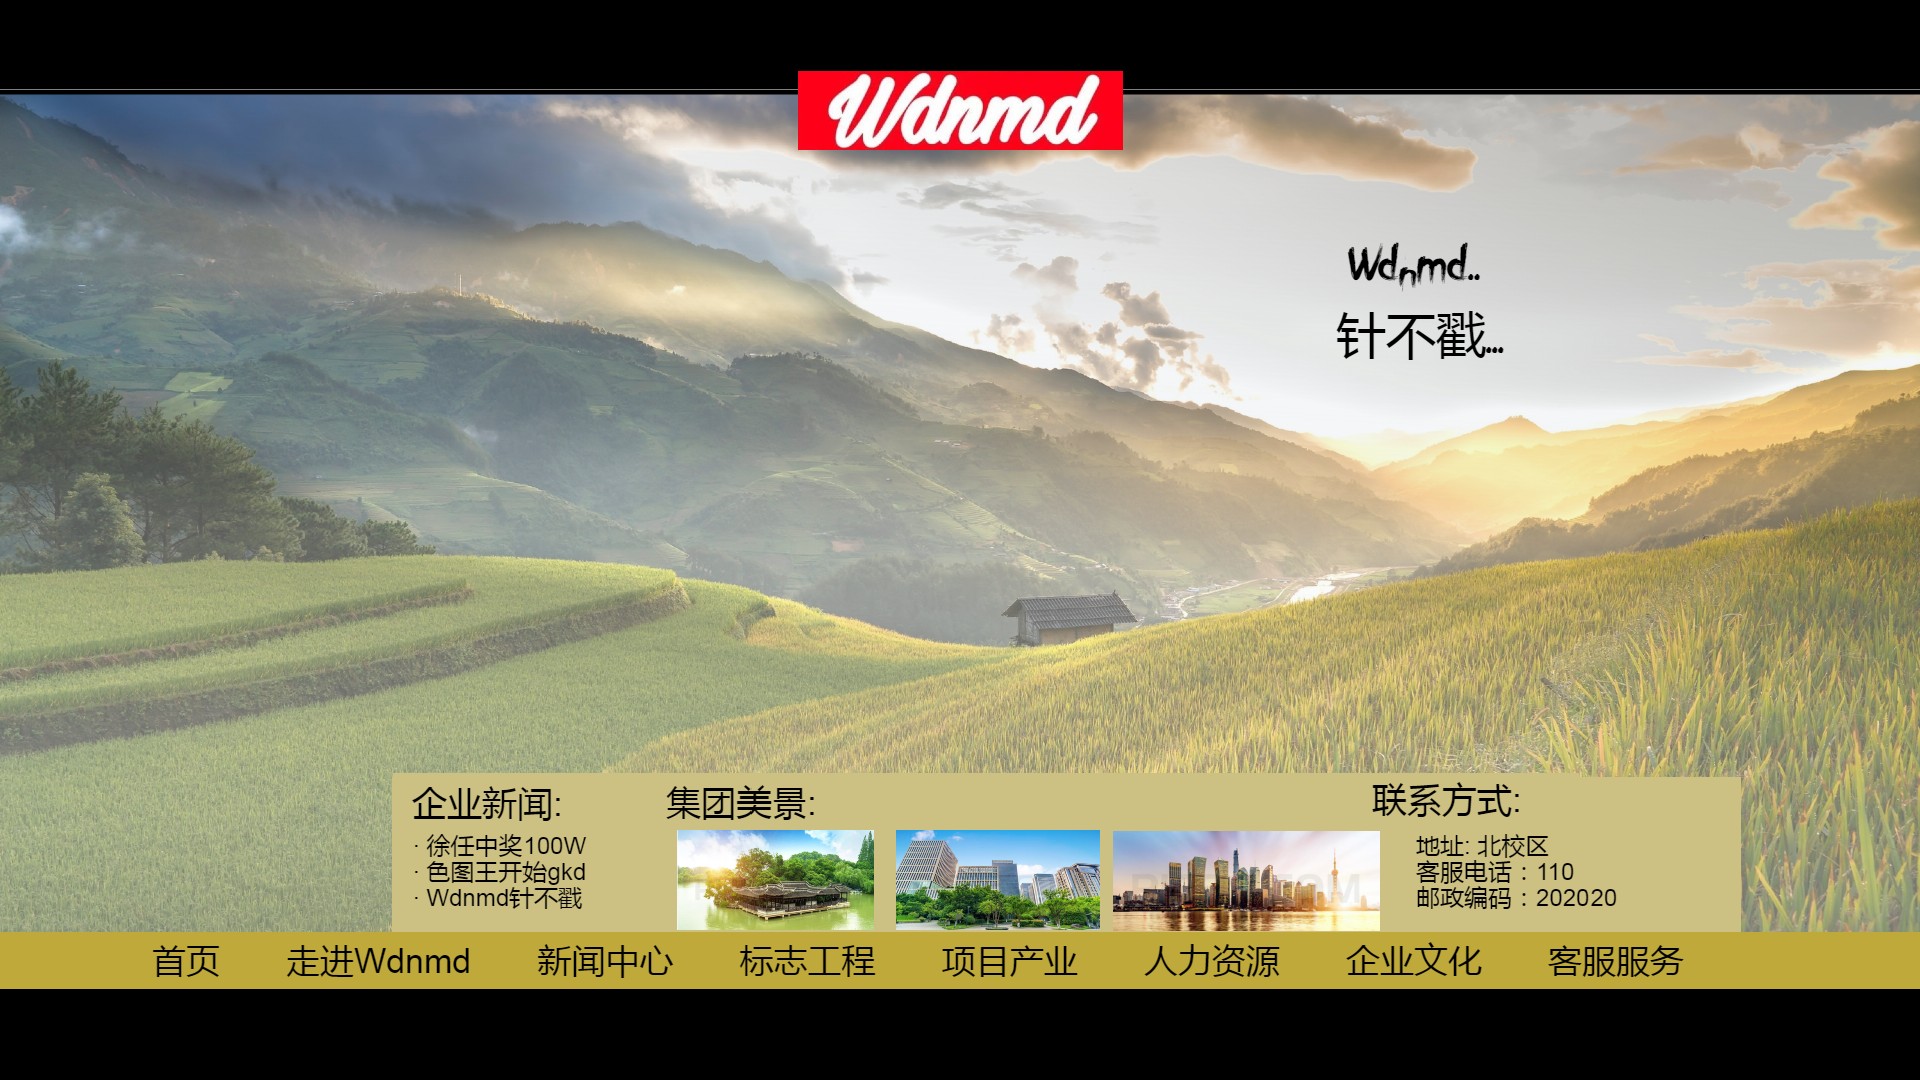 Wdnmd
Wdnmd..
针不戳...
企业新闻:
· 徐任中奖100W
· 色图王开始gkd
· Wdnmd针不戳
集团美景:
联系方式:
地址: 北校区
客服电话：110
邮政编码：202020
首页 走进Wdnmd 新闻中心 标志工程 项目产业 人力资源 企业文化 客服服务